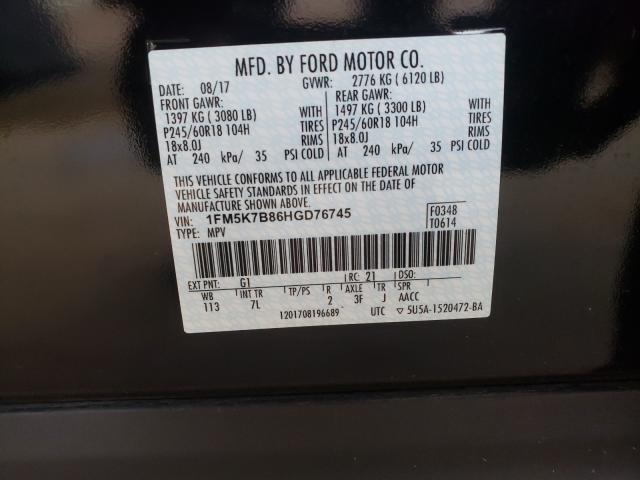 MFD. BY FORD MOTOR CO.
DATE: 08/17 GVWR: 2776 KG ( 6120 LB)
FRONT GAWR: REAR GAWR:
1397 KG ( 3080 LB) WITH 1497 KG ( 3300 LB) WITH
P245/60R18 104H TIRES P245/60R18 104H TIRES
18x8.0J RIMS 18x8.0J RIMS
AT 240 kPa/ 35 PSI COLD AT 240 kPa/ 35 PSI COLD
THIS VEHICLE CONFORMS TO ALL APPLICABLE FEDERAL MOTOR
VEHICLE SAFETY STANDARDS IN EFFECT ON THE DATE OF
MANUFACTURE SHOWN ABOVE.
VIN: 1FM5K7B86HGD76745 F0348
TYPE: MPV T0614
EXT PNT: G1 RC: 21 DSO:
WB INT TR TP/PS R AXLE TR SPR
113 7L 2 3F J AACC
1201708196689 UTC ▽ 5U5A-1520472-BA